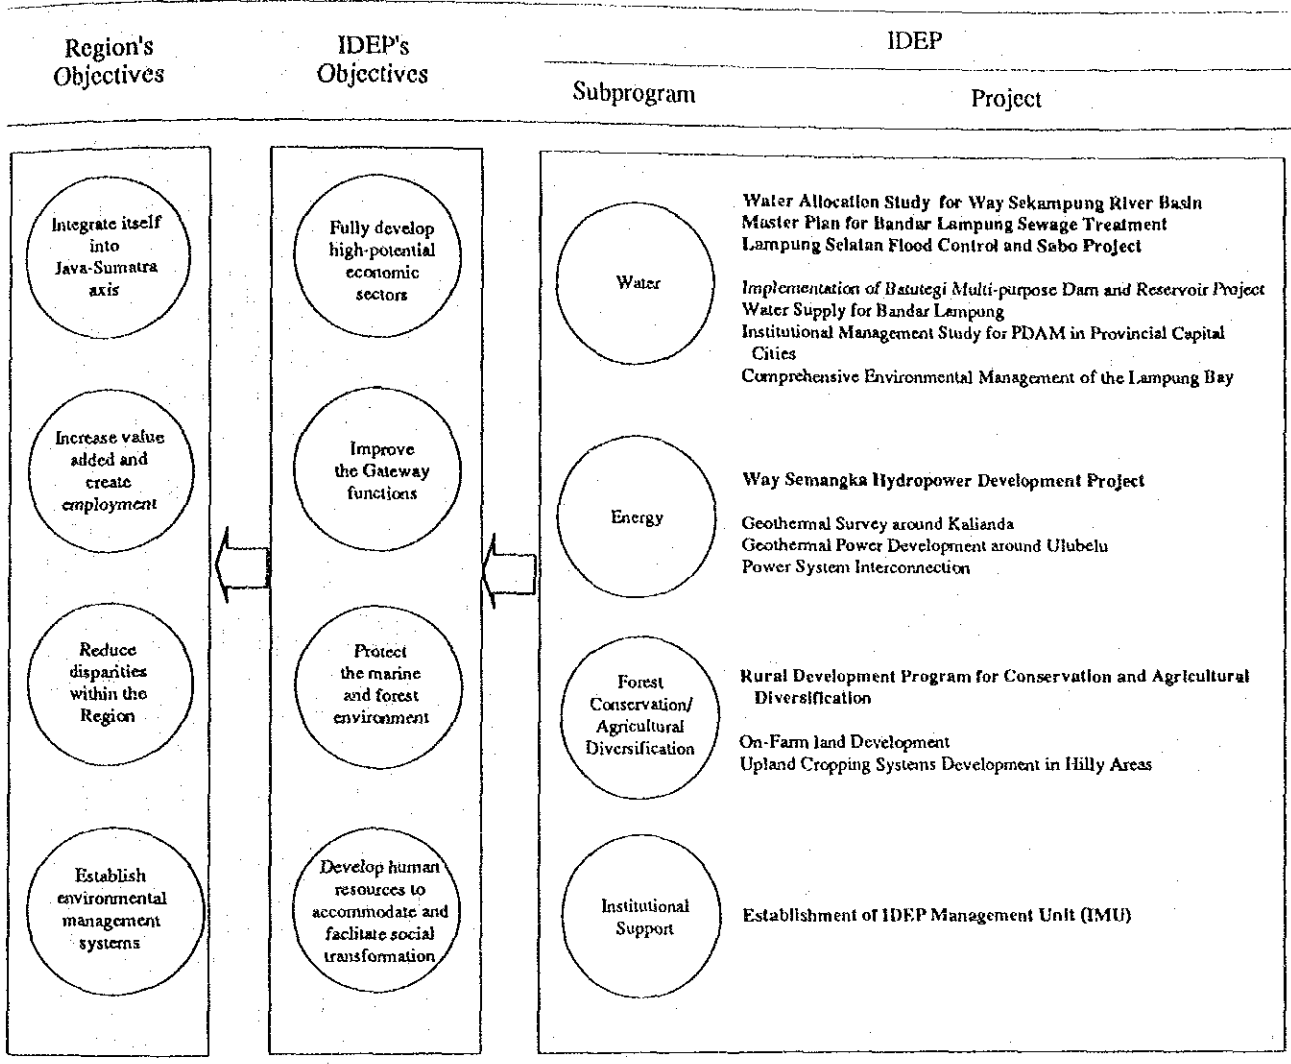 Region's
Objectives
IDEP's
Objectives
IDEP
Subprogram
Project
Integrate itself
into
Java-Sumatra
axis
Increase value
added and
create
employment
Reduce
disparities
within the
Region
Establish
environmental
management
systems
Fully develop
high-potential
economic
sectors
Improve
the Gateway
functions
Protect
the marine
and forest
environment
Develop human
resources to
accommodate and
faclitate social
transformation
Water
Water Allocation Study for Way Sekampung River Basin
Master Plan for Bandar Lampung Sewage Treatment
Lampung Selatan Flood Control and Sabo Project
Implementation of Batutegi Multi-purpose Dam and Reservoir Project
Water Supply for Bandar Lampung
Institutional Management Study for PDAM in Provincial Capital
Cities
Comprehensive Environmental Management of the Lampung Bay
Energy
Way Semangka Hydropower Development Project
Geothermal Survey around Kalianda
Geothermal Power Development around Ulubelu
Power System Interconnection
Forest
Conservation/
Agricultural
Diversification
Rural Development Program for Conservation and Agricultural
Diversification
On-Farm land Development
Upland Cropping Systems Development in Hilly Areas
Institutional
Support
Establishment of IDEP Management Unit (IMU)